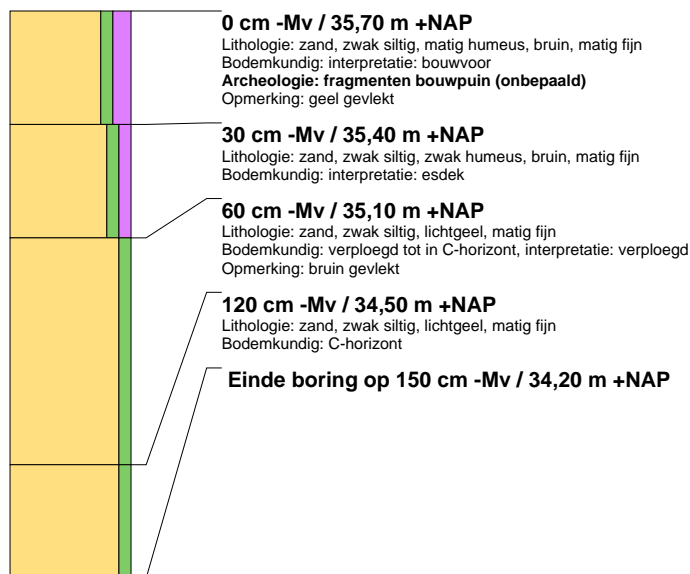 0 cm -Mv / 35,70 m +NAP
Lithologie: zand, zwak siltig, matig humeus, bruin, matig fijn
Bodemkundig: interpretatie: bouwvoor
Archeologie: fragmenten bouwpuin (onbepaald)
Opmerking: geel gevlekt
30 cm -Mv / 35,40 m +NAP
Lithologie: zand, zwak siltig, zwak humeus, bruin, matig fijn
Bodemkundig: interpretatie: esdek
60 cm -Mv / 35,10 m +NAP
Lithologie: zand, zwak siltig, lichtgeel, matig fijn
Bodemkundig: verploegd tot in C-horizont, interpretatie: verploegd
Opmerking: bruin gevlekt
120 cm -Mv / 34,50 m +NAP
Lithologie: zand, zwak siltig, lichtgeel, matig fijn
Bodemkundig: C-horizont
Einde boring op 150 cm -Mv / 34,20 m +NAP